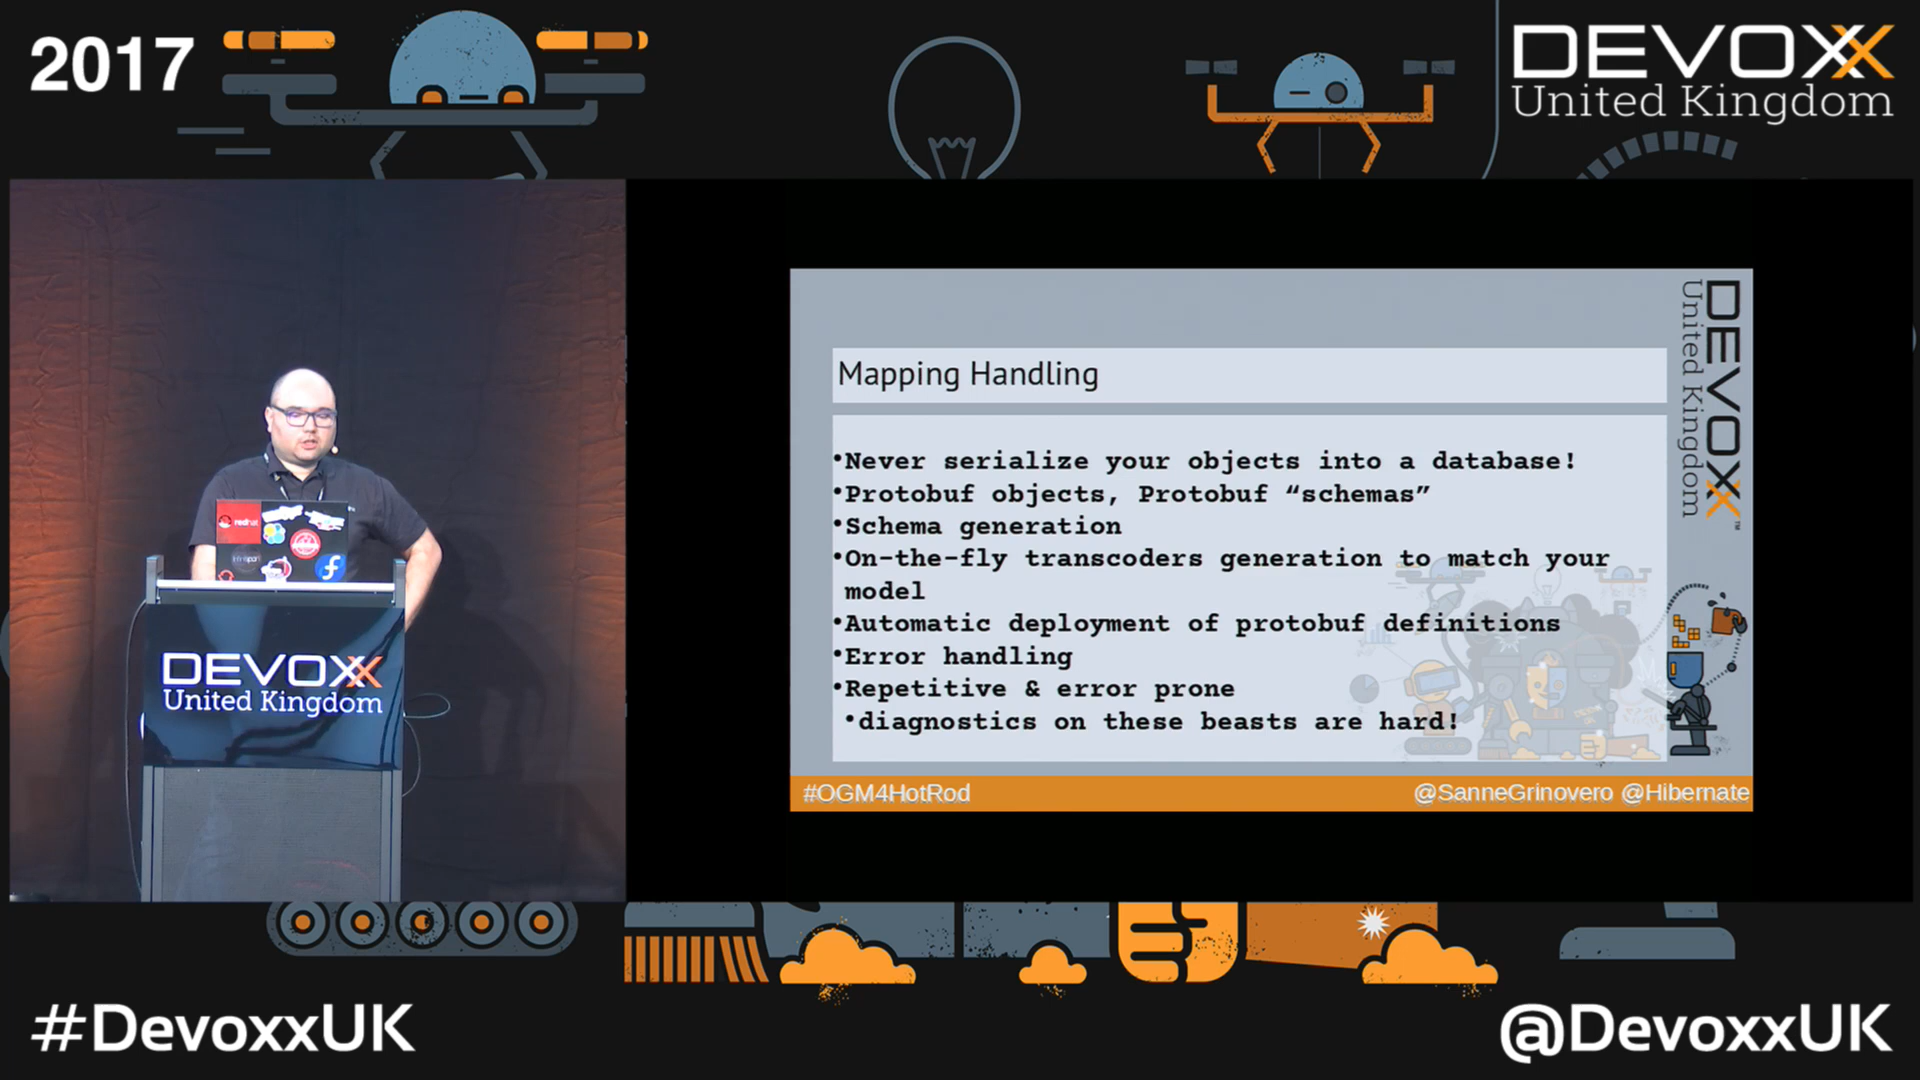 2017
DEVOXX
United Kingdom
redhat
DEVOXX
United Kingdom
Mapping Handling
•Never serialize your objects into a database!
•Protobuf objects, Protobuf “schemas”
•Schema generation
•On-the-fly transcoders generation to match your
model
•Automatic deployment of protobuf definitions
•Error handling
•Repetitive & error prone
•diagnostics on these beasts are hard!
#OGM4HotRod
@SanneGrinovero @Hibernate
DEVOXX™
United Kingdom
#DevoxxUK
@DevoxxUK